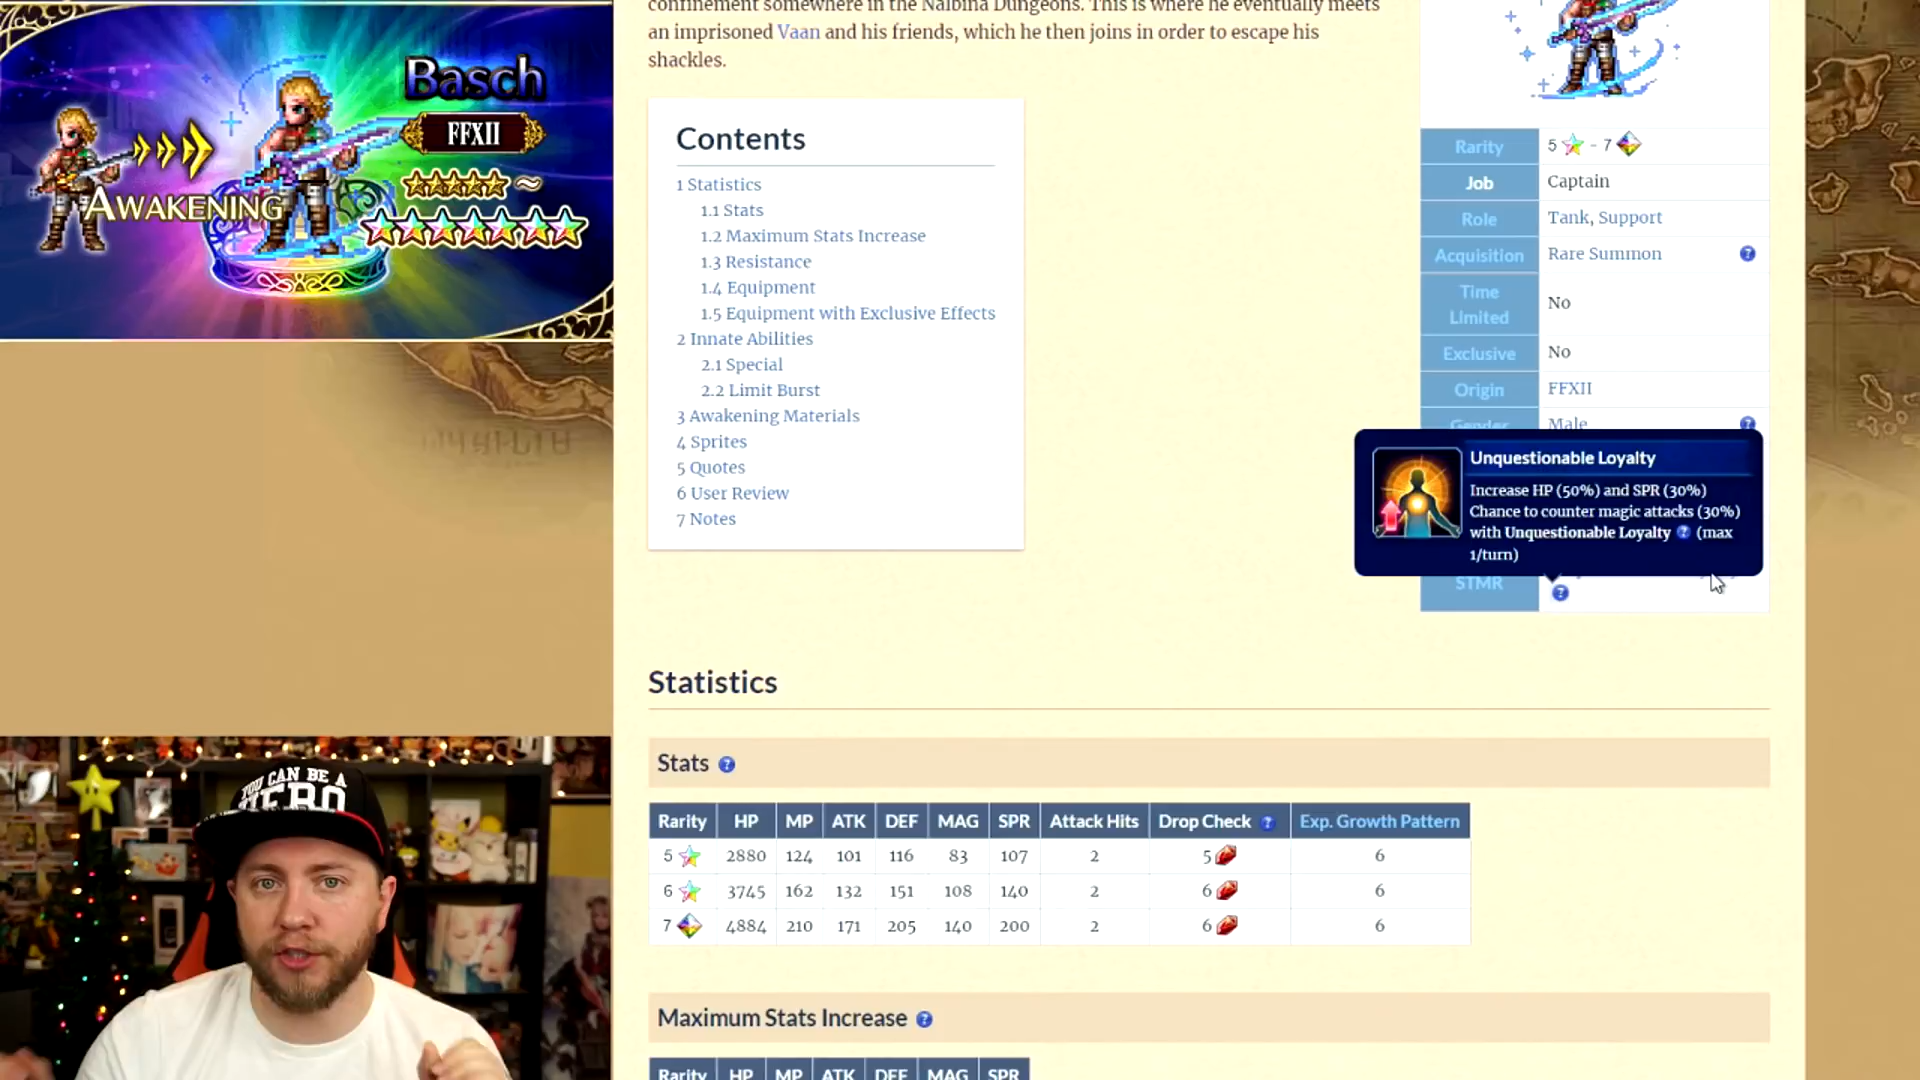 confinement somewhere in the Nalbina Dungeons. This is where he eventually meets
an imprisoned Vaan and his friends, which he then joins in order to escape his
shackles.
Basch
FFXII
AWAKENING
Contents
1 Statistics
1.1 Stats
1.2 Maximum Stats Increase
1.3 Resistance
1.4 Equipment
1.5 Equipment with Exclusive Effects
2 Innate Abilities
2.1 Special
2.2 Limit Burst
3 Awakening Materials
4 Sprites
5 Quotes
6 User Review
7 Notes
Rarity 5 - 7
Job Captain
Role Tank, Support
Acquisition Rare Summon ?
Time Limited No
Exclusive No
Origin FFXII
Gender Male ?
Unquestionable Loyalty
Increase HP (50%) and SPR (30%)
Chance to counter magic attacks (30%)
with Unquestionable Loyalty ? (max
1/turn)
STMR ?
Statistics
Stats ?
Rarity HP MP ATK DEF MAG SPR Attack Hits Drop Check ? Exp. Growth Pattern
5 2880 124 101 116 83 107 2 5 6
6 3745 162 132 151 108 140 2 6 6
7 4884 210 171 205 140 200 2 6 6
Maximum Stats Increase ?
Rarity HP MP ATK DEF MAG SPR
YOU CAN BE A
HERO